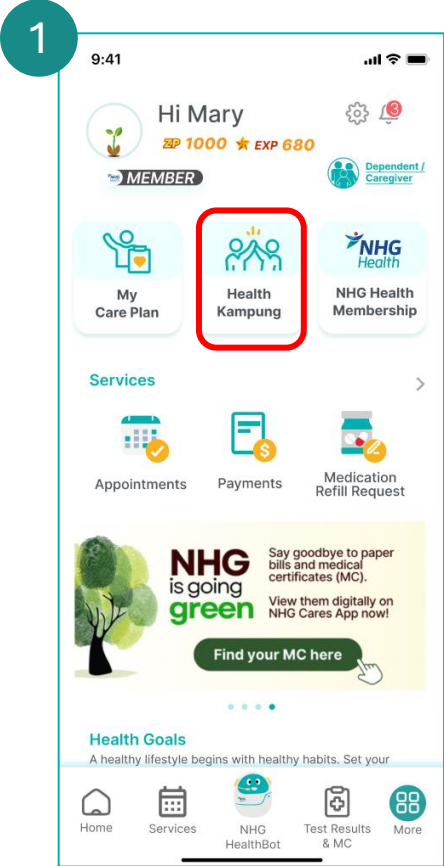 1
9:41
Hi Mary
3
ZP 1000 EXP 680
MEMBER
Dependent /
Caregiver
My
Care Plan
Health
Kampung
NHG
Health
NHG Health
Membership
Services
Appointments
Payments
Medication
Refill Request
NHG
is going
green
Say goodbye to paper
bills and medical
certificates (MC).
View them digitally on
NHG Cares App now!
Find your MC here
Health Goals
A healthy lifestyle begins with healthy habits. Set your
Home
Services
NHG
HealthBot
Test Results
& MC
More